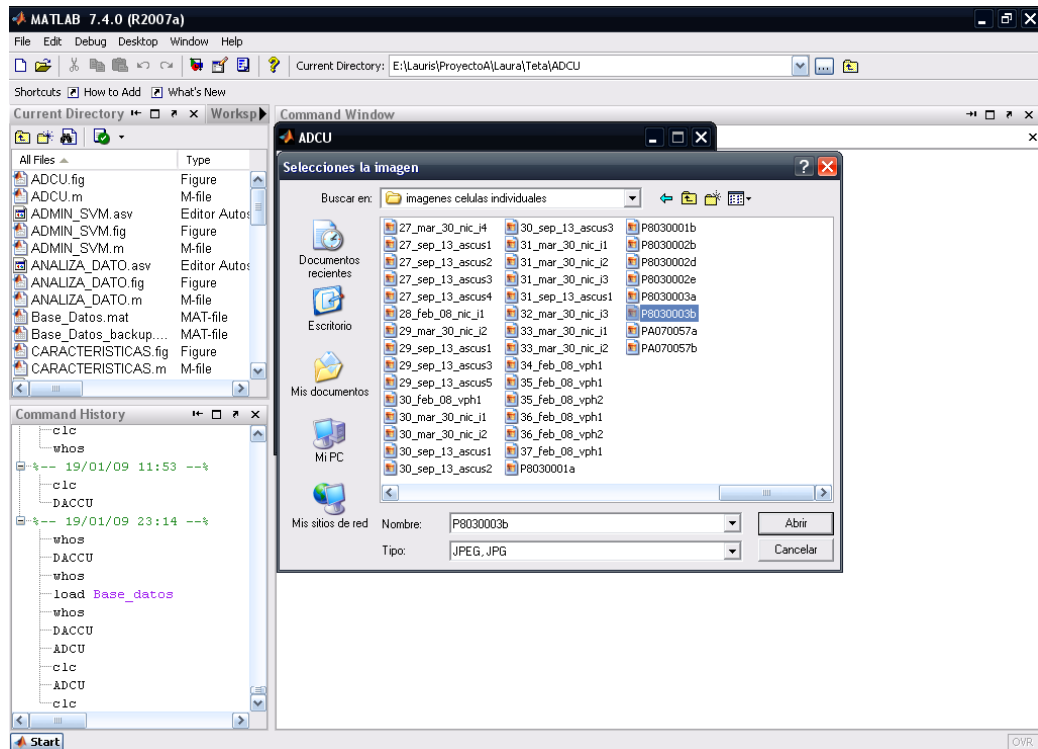 MATLAB 7.4.0 (R2007a)
File Edit Debug Desktop Window Help
Current Directory: E:\Lauris\ProyectoA\Laura\Teta\ADCU
Shortcuts How to Add What's New
Current Directory Worksp
All Files Type
ADCU.fig Figure
ADCU.m M-file
ADMIN_SVM.asv Editor Autos
ADMIN_SVM.fig Figure
ADMIN_SVM.m M-file
ANALIZA_DATO.asv Editor Autos
ANALIZA_DATO.fig Figure
ANALIZA_DATO.m M-file
Base_Datos.mat MAT-file
Base_Datos_backup.... MAT-file
CARACTERISTICAS.fig Figure
CARACTERISTICAS.m M-file
Command History
clc
whos
%-- 19/01/09 11:53 --%
clc
DACCU
%-- 19/01/09 23:14 --%
whos
DACCU
whos
load Base_datos
whos
DACCU
ADCU
clc
ADCU
clc
Command Window
ADCU
Selecciones la imagen
Buscar en: imagenes celulas individuales
Documentos
recientes
Escritorio
Mis documentos
Mi PC
Mis sitios de red
27_mar_30_nic_i4 30_sep_13_ascus3 P8030001b
27_sep_13_ascus1 31_mar_30_nic_i1 P8030002b
27_sep_13_ascus2 31_mar_30_nic_i2 P8030002d
27_sep_13_ascus3 31_mar_30_nic_i3 P8030002e
27_sep_13_ascus4 31_sep_13_ascus1 P8030003a
28_feb_08_nic_i1 32_mar_30_nic_i3 P8030003b
29_mar_30_nic_i2 33_mar_30_nic_i1 PA070057a
29_sep_13_ascus1 33_mar_30_nic_i2 PA070057b
29_sep_13_ascus3 34_feb_08_vph1
29_sep_13_ascus5 35_feb_08_vph1
30_feb_08_vph1 35_feb_08_vph2
30_mar_30_nic_i1 36_feb_08_vph1
30_mar_30_nic_i2 36_feb_08_vph2
30_sep_13_ascus1 37_feb_08_vph1
30_sep_13_ascus2 P8030001a
Nombre: P8030003b Abrir
Tipo: JPEG, JPG Cancelar
Start OVR